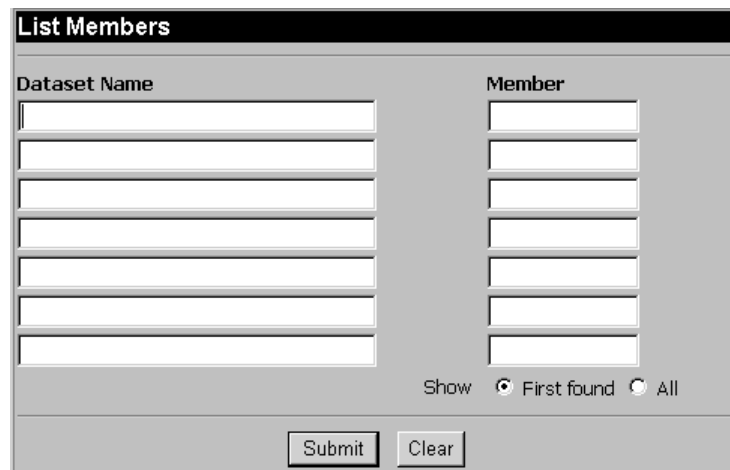 List Members
Dataset Name Member
Show First found All
Submit Clear